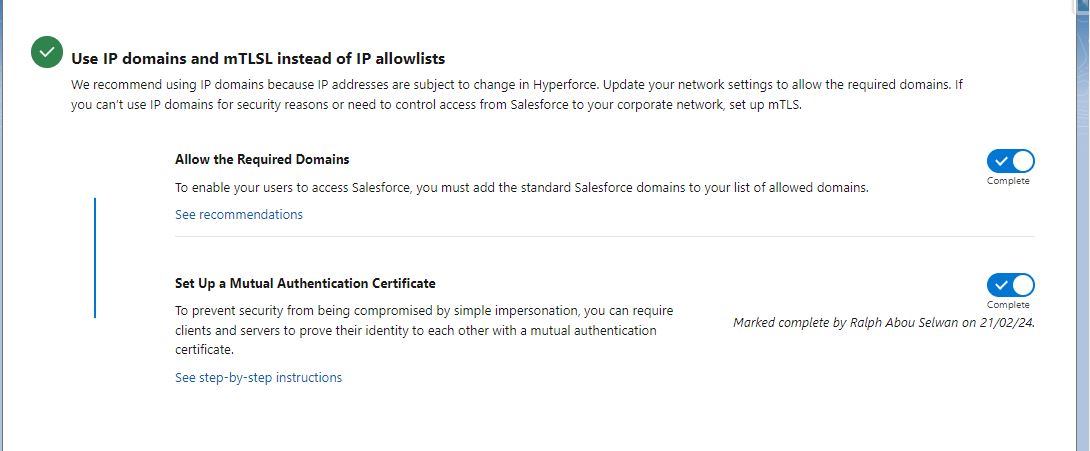 Use IP domains and mTLSL instead of IP allowlists
We recommend using IP domains because IP addresses are subject to change in Hyperforce. Update your network settings to allow the required domains. If
you can't use IP domains for security reasons or need to control access from Salesforce to your corporate network, set up mTLS.
Allow the Required Domains
To enable your users to access Salesforce, you must add the standard Salesforce domains to your list of allowed domains.
See recommendations
Complete
Set Up a Mutual Authentication Certificate
To prevent security from being compromised by simple impersonation, you can require
clients and servers to prove their identity to each other with a mutual authentication
certificate.
See step-by-step instructions
Complete
Marked complete by Ralph Abou Selwan on 21/02/24.